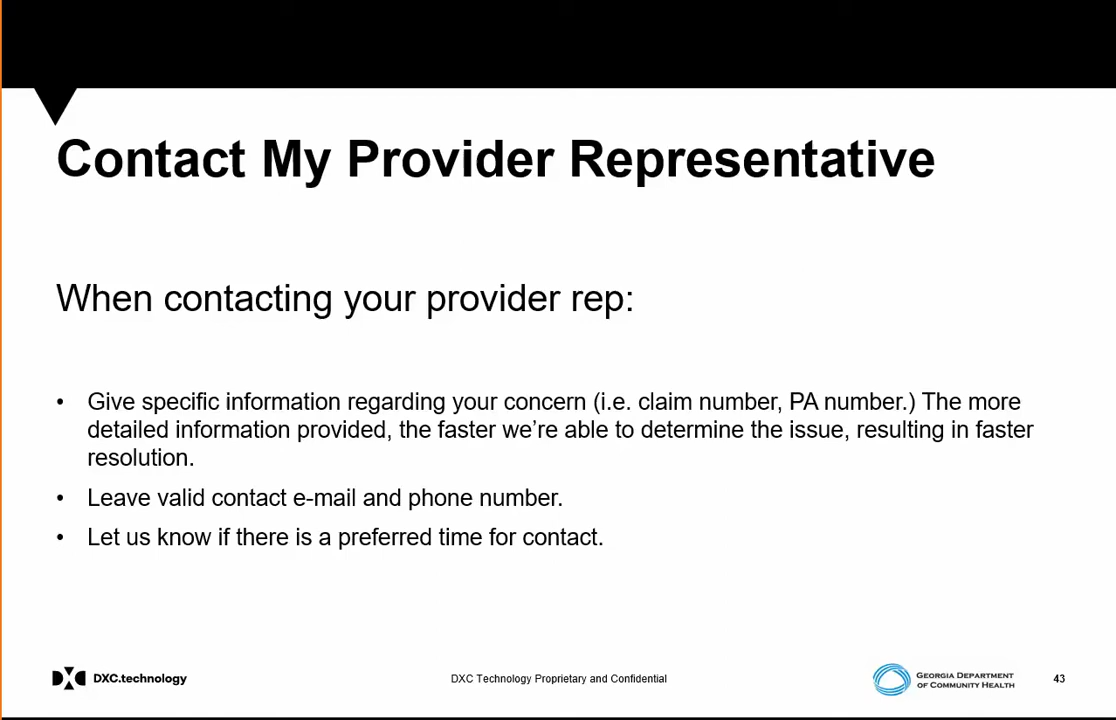 Contact My Provider Representative
When contacting your provider rep:
• Give specific information regarding your concern (i.e. claim number, PA number.) The more
detailed information provided, the faster we’re able to determine the issue, resulting in faster
resolution.
• Leave valid contact e-mail and phone number.
• Let us know if there is a preferred time for contact.
DXC.technology
DXC Technology Proprietary and Confidential
GEORGIA DEPARTMENT
OF COMMUNITY HEALTH
43